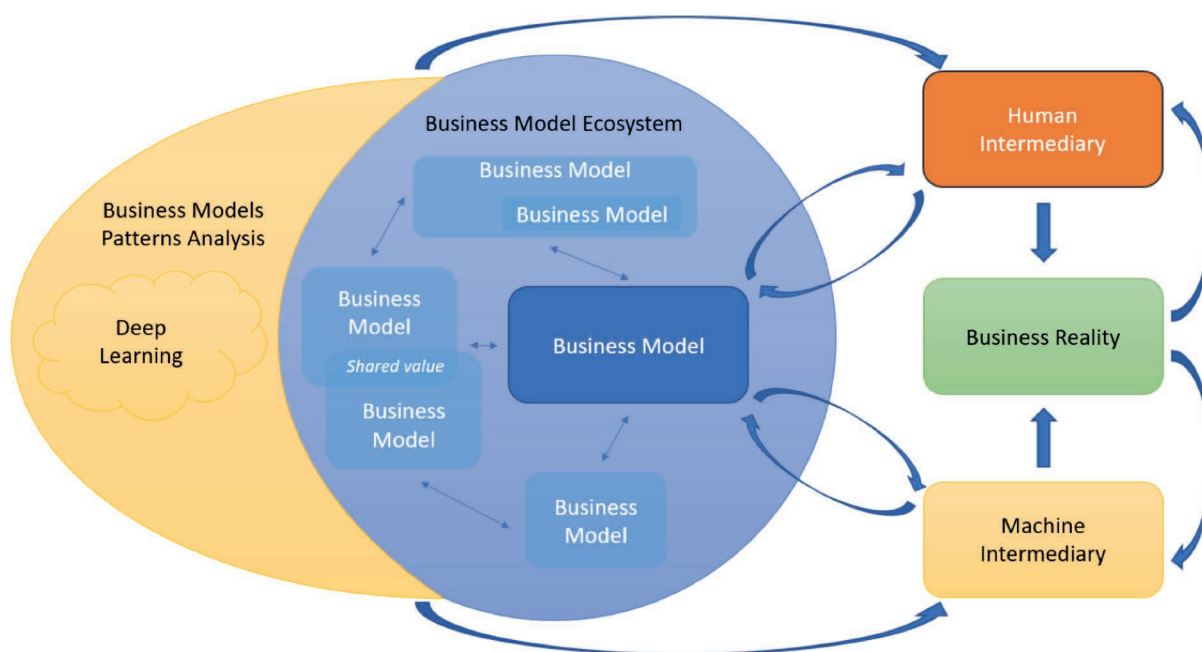 Business Model Ecosystem
Business Model
Business Model
Business Models
Patterns Analysis
Deep
Learning
Business
Model
Shared value
Business
Model
Business Model
Business
Model
Human
Intermediary
Business Reality
Machine
Intermediary